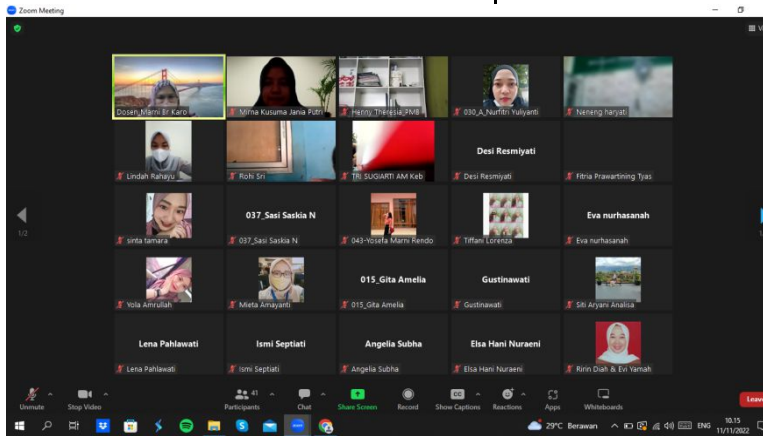 Zoom Meeting
Dosen_Marni Br Karo
Mirna Kusuma Jania Putri
Henny Theresia_PMB
030_A_Nurfitri Yuliyanti
Neneng haryati
Lindah Rahayu
Rohi Sri
TRI SUGIARTI AM Keb
Desi Resmiyati
Desi Resmiyati
Fitria Prawartining Tyas
1/2
sinta tamara
037_Sasi Saskia N
037_Sasi Saskia N
043-Yosefa Marni Rendo
Tiffani Lorenza
Eva nurhasanah
Eva nurhasanah
Yola Amrullah
Mieta Amayanti
015_Gita Amelia
015_Gita Amelia
Gustinawati
Gustinawati
Siti Aryani Analisa
Lena Pahlawati
Lena Pahlawati
Ismi Septiati
Ismi Septiati
Angelia Subha
Angelia Subha
Elsa Hani Nuraeni
Elsa Hani Nuraeni
Ririn Diah & Evi Yamah
Unmute
Stop Video
41
Participants
Chat
Share Screen
Record
CC
Show Captions
Reactions
Apps
Whiteboards
Leave
29°C Berawan
ENG
10.15
11/11/2022